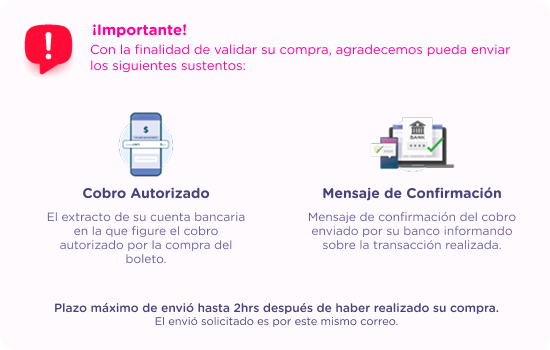 ¡Importante!
Con la finalidad de validar su compra, agradecemos pueda enviar
los siguientes sustentos:
$
BANK
Cobro Autorizado
Mensaje de Confirmación
El extracto de su cuenta bancaria
en la que figure el cobro
autorizado por la compra del
boleto.
Mensaje de confirmación del cobro
enviado por su banco informando
sobre la transacción realizada.
Plazo máximo de envió hasta 2hrs después de haber realizado su compra.
El envió solicitado es por este mismo correo.